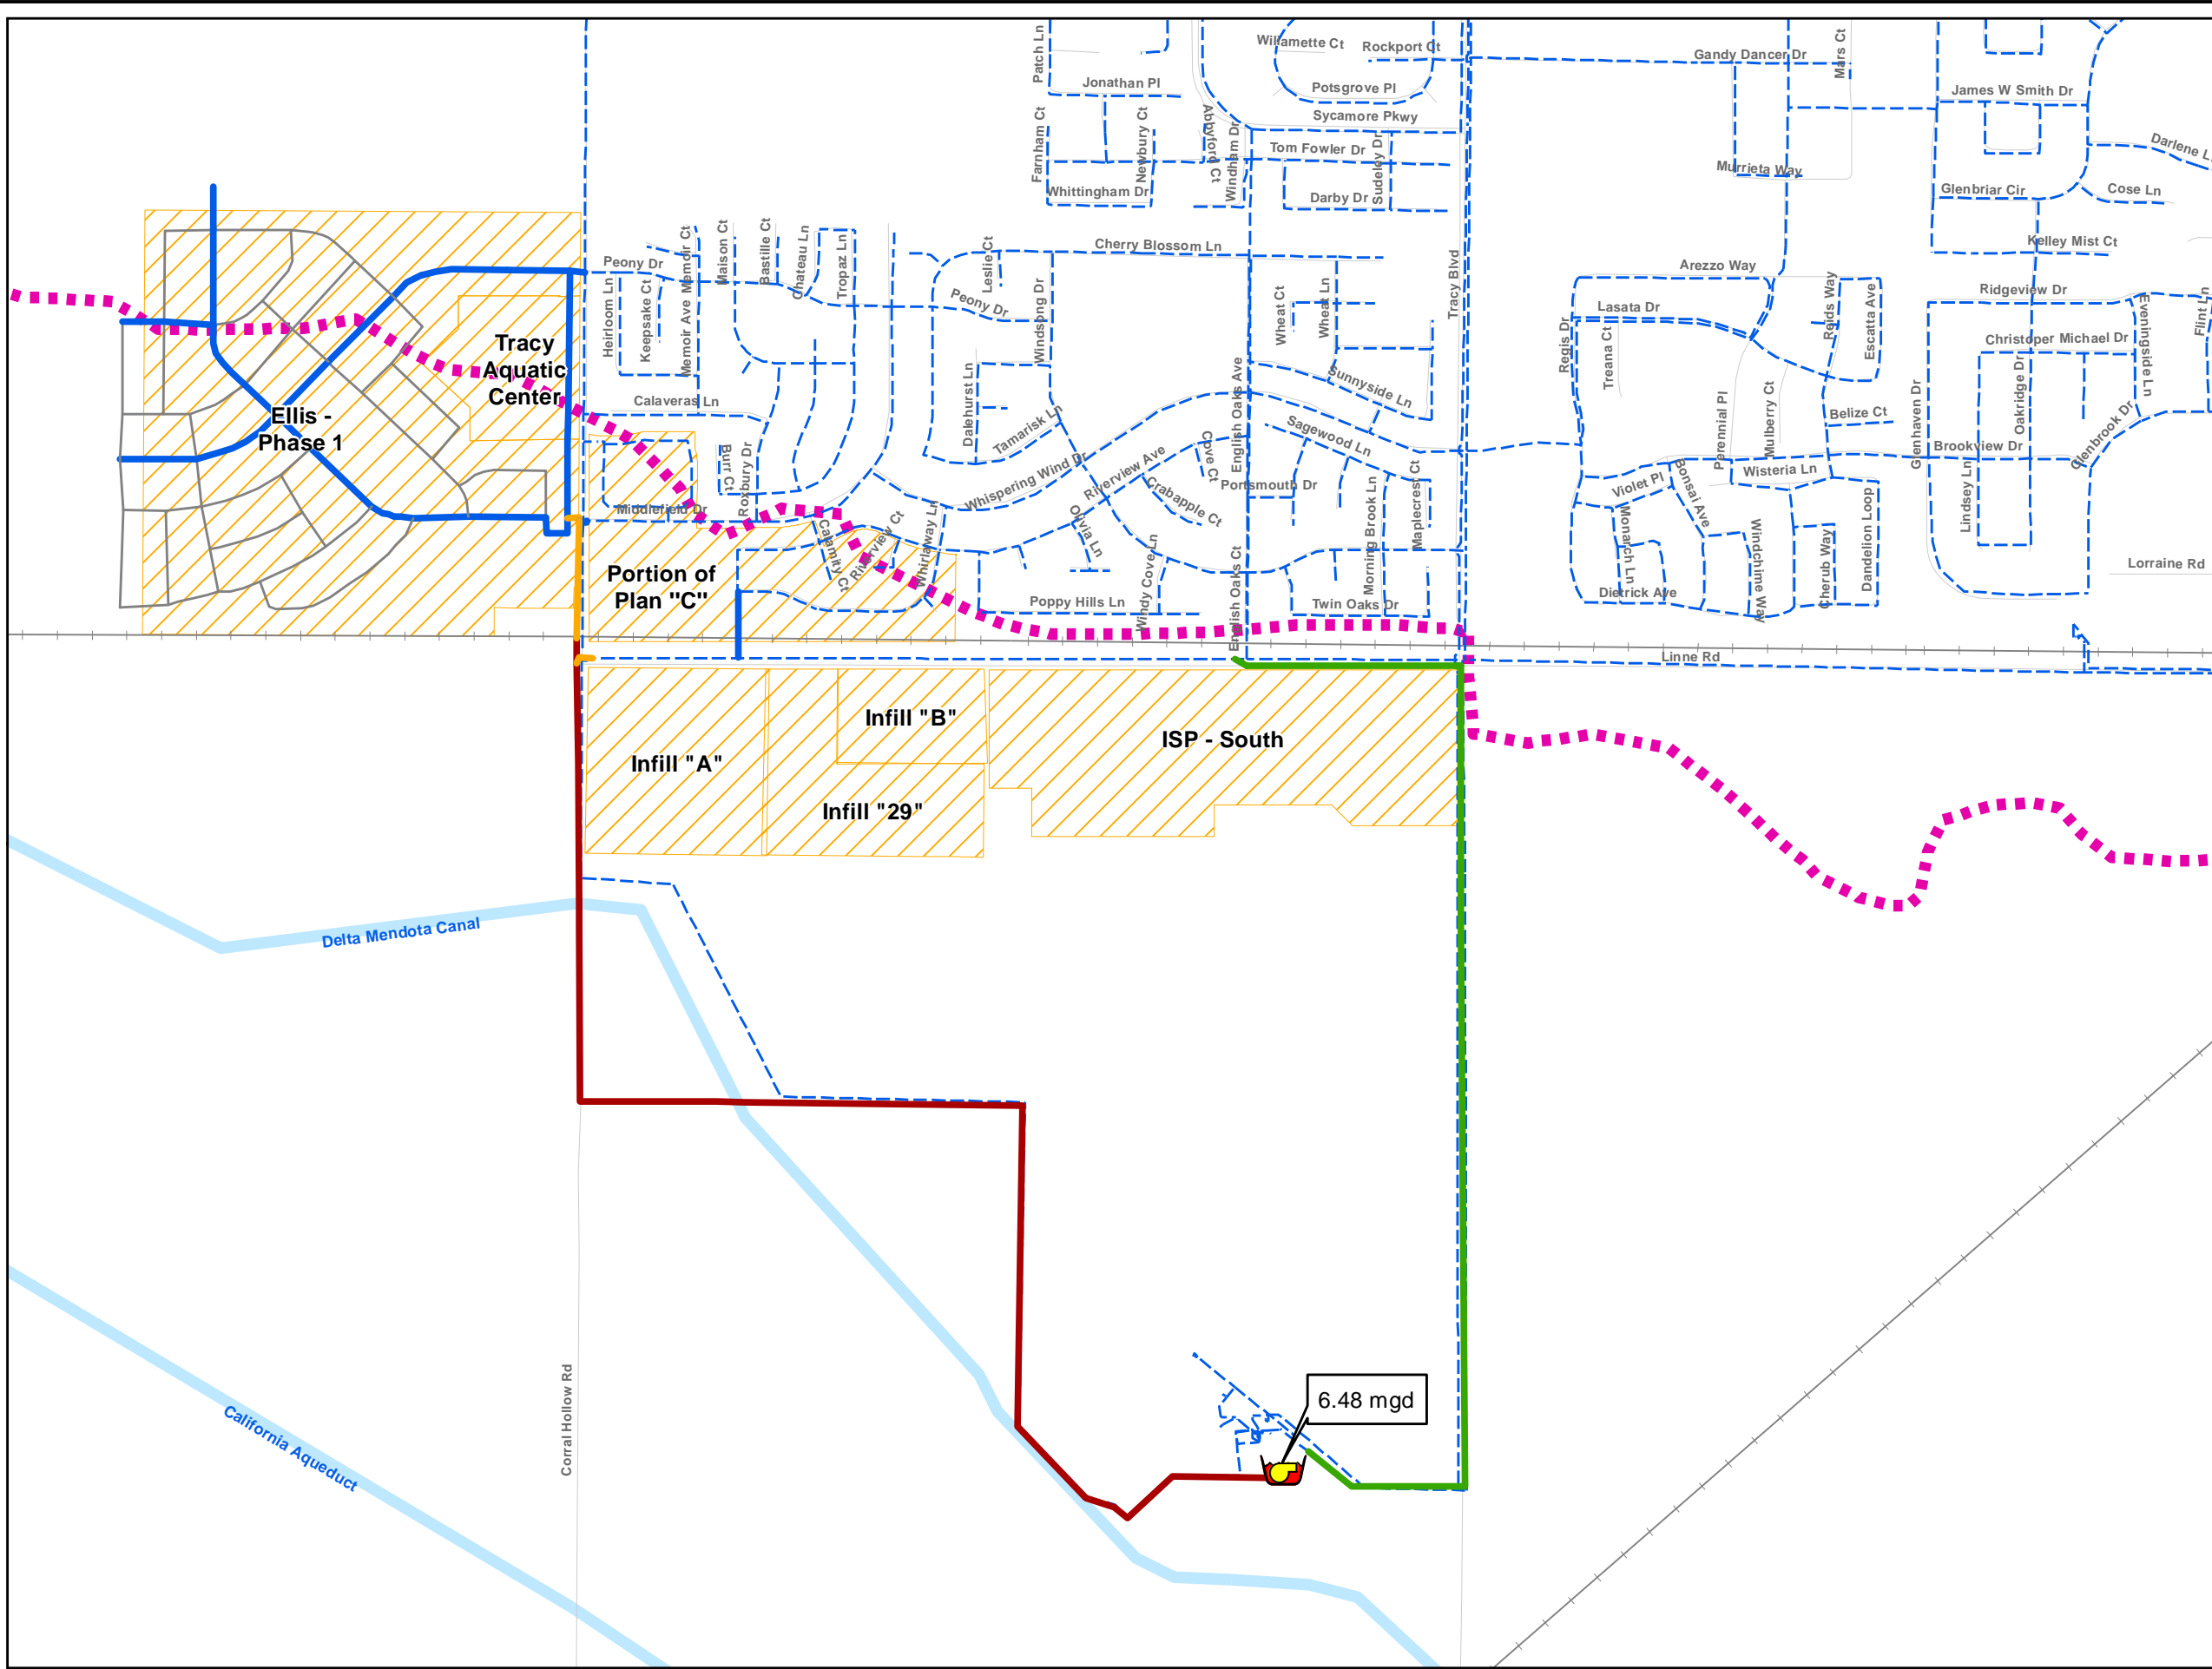 Patch Ln
Willamette Ct
Rockport Ct
Gandy Dancer Dr
Mars Ct
Jonathan Pl
Potsgrove Pl
James W Smith Dr
Sycamore Pkwy
Farnham Ct
Newbury Ct
Abbyford Ct
Windham Dr
Tom Fowler Dr
Sudeley Dr
Darlene L
Murrieta Way
Whittingham Dr
Darby Dr
Glenbriar Cir
Cose Ln
Cherry Blossom Ln
Kelley Mist Ct
Peony Dr
Memoir Ct
Maison Ct
Bastille Ct
Chateau Ln
Tropaz Ln
Leslie Ct
Tracy Blvd
Arezzo Way
Ridgeview Dr
Heirloom Ln
Keepsake Ct
Memoir Ave
Peony Dr
Windsong Dr
Wheat Ct
Wheat Ln
Lasata Dr
Reids Way
Escatta Ave
Eveningside Ln
Flint Ln
Regis Dr
Treana Ct
Christoper Michael Dr
Tracy
Aquatic
Center
Ellis -
Phase 1
Calaveras Ln
Dalehurst Ln
Tamarisk Ln
English Oaks Ave
Sunnyside Ln
Sagewood Ln
Perennial Pl
Mulberry Ct
Belize Ct
Glenhaven Dr
Oakridge Dr
Brookview Dr
Glenbrook Dr
Burr Ct
Roxbury Dr
Whispering Wind Dr
Riverview Ave
Cove Ct
Portsmouth Dr
Crabapple Ct
Maplecrest Ct
Morning Brook Ln
Violet Pl
Bonsai Ave
Wisteria Ln
Lindsey Ln
Middlefield Dr
Calamity Ct
Riverview Ct
Whirlaway Ln
Olivia Ln
Windy Cove Ln
English Oaks Ct
Monarch Ln
Windchime Way
Cherub Way
Dandelion Loop
Lorraine Rd
Portion of
Plan "C"
Poppy Hills Ln
Twin Oaks Dr
Dietrick Ave
Linne Rd
Infill "A"
Infill "B"
Infill "29"
ISP - South
Delta Mendota Canal
California Aqueduct
Corral Hollow Rd
6.48 mgd